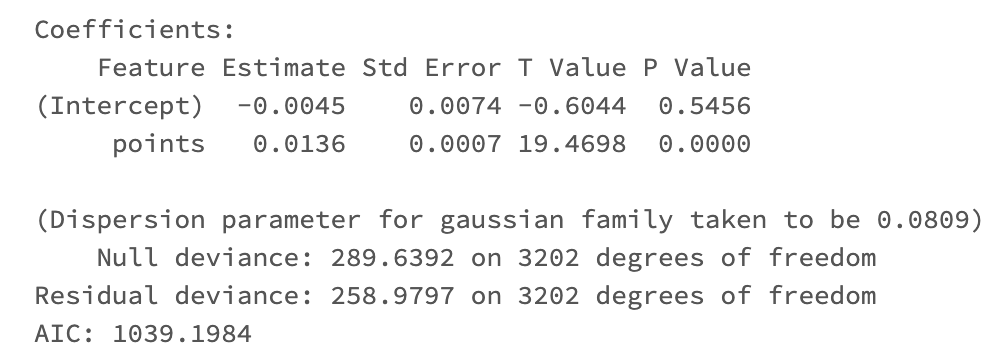 Coefficients:
Feature Estimate Std Error T Value P Value
(Intercept) -0.0045 0.0074 -0.6044 0.5456
points 0.0136 0.0007 19.4698 0.0000
(Dispersion parameter for gaussian family taken to be 0.0809)
Null deviance: 289.6392 on 3202 degrees of freedom
Residual deviance: 258.9797 on 3202 degrees of freedom
AIC: 1039.1984